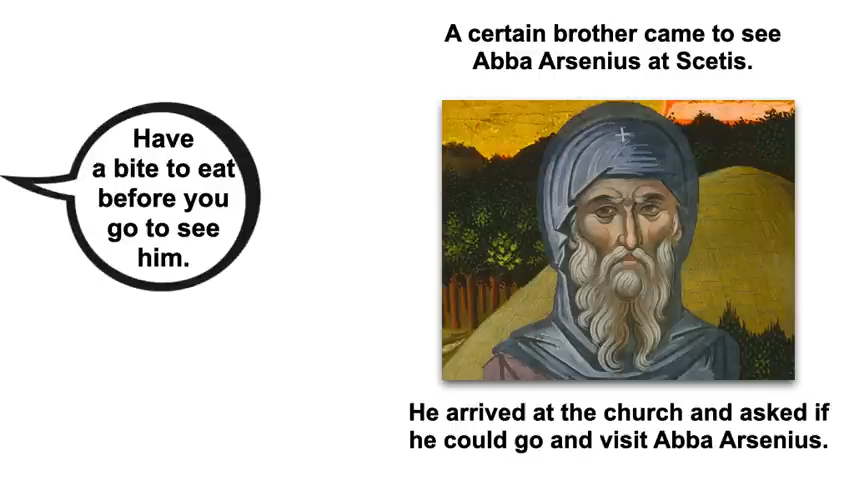 A certain brother came to see
Abba Arsenius at Scetis.
Have
a bite to eat
before you
go to see
him.
He arrived at the church and asked if
he could go and visit Abba Arsenius.